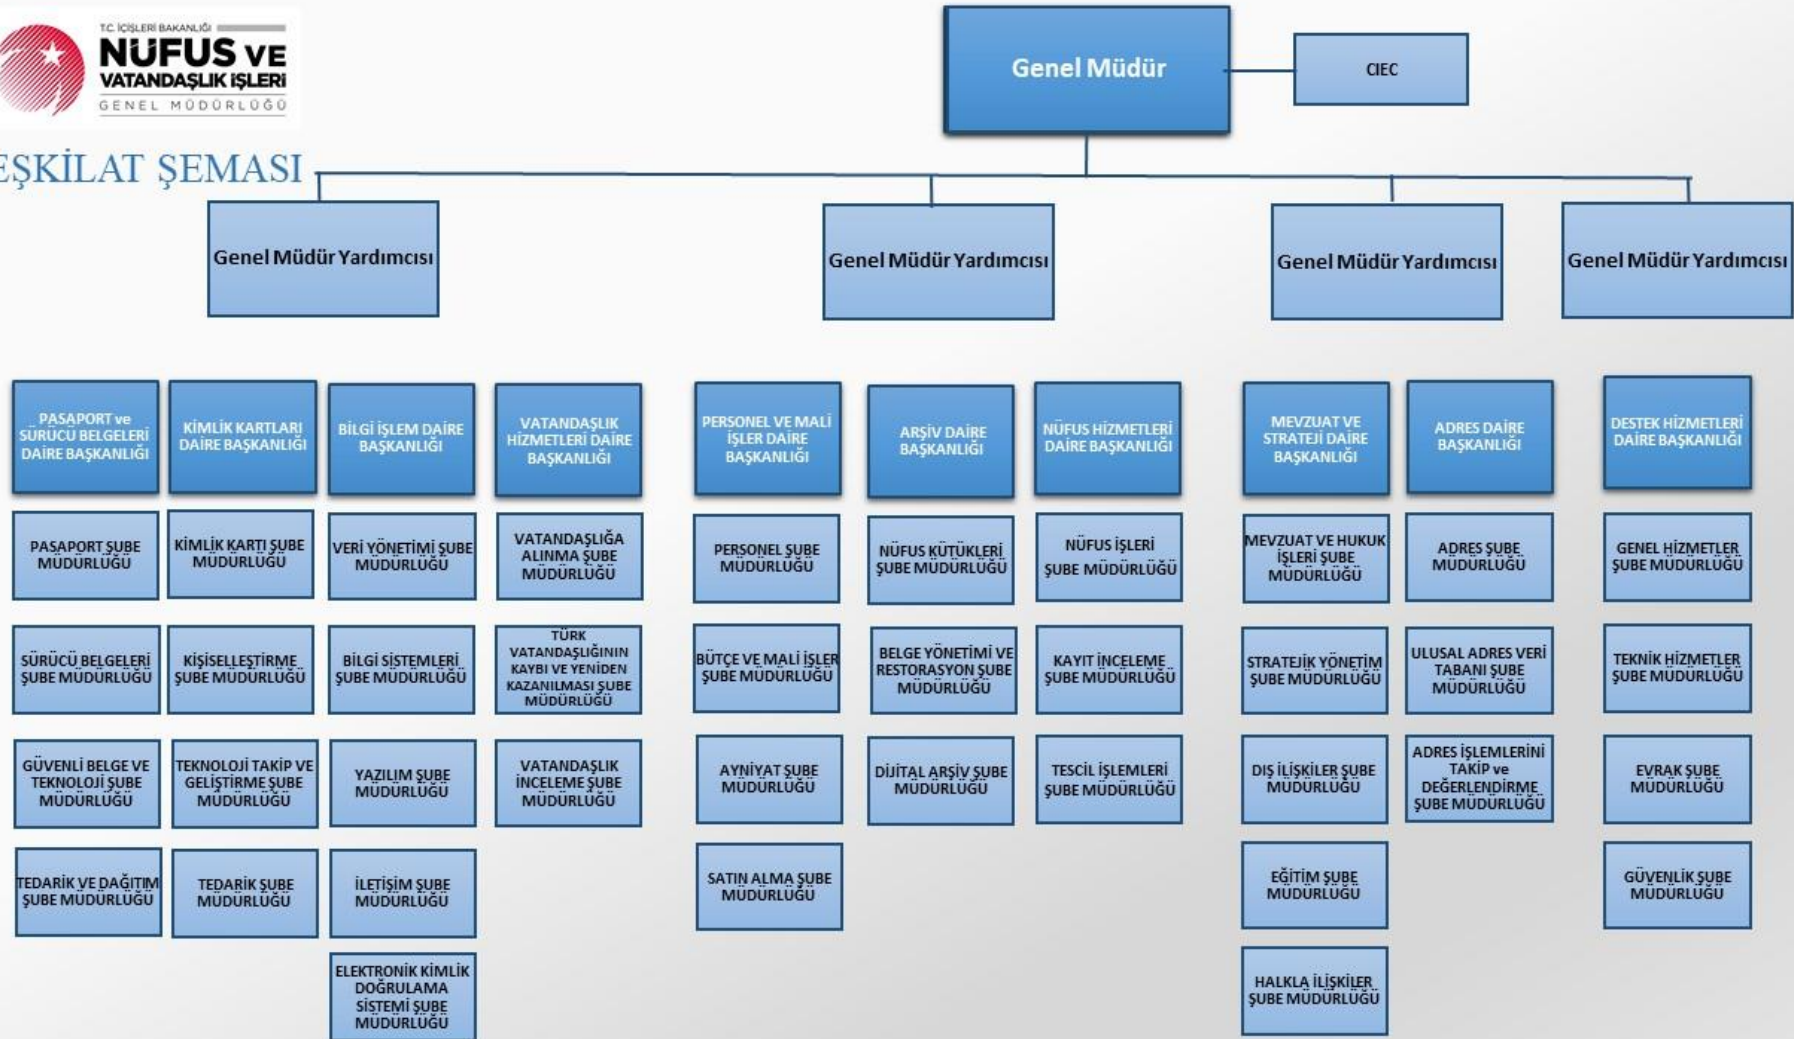 T.C. İÇİŞLERİ BAKANLIĞI
NÜFUS VE
VATANDAŞLIK İŞLERİ
GENEL MÜDÜRLÜĞÜ
EŞKİLAT ŞEMASI
Genel Müdür
CIEC
Genel Müdür Yardımcısı
Genel Müdür Yardımcısı
Genel Müdür Yardımcısı
Genel Müdür Yardımcısı
PASAPORT ve
SÜRÜCÜ BELGELERİ
DAİRE BAŞKANLIĞI
PASAPORT ŞUBE
MÜDÜRLÜĞÜ
SÜRÜCÜ BELGELERİ
ŞUBE MÜDÜRLÜĞÜ
GÜVENLİ BELGE VE
TEKNOLOJİ ŞUBE
MÜDÜRLÜĞÜ
TEDARİK VE DAĞITIM
ŞUBE MÜDÜRLÜĞÜ
KİMLİK KARTLARI
DAİRE BAŞKANLIĞI
KİMLİK KARTI ŞUBE
MÜDÜRLÜĞÜ
KİŞİSELLEŞTİRME
ŞUBE MÜDÜRLÜĞÜ
TEKNOLOJİ TAKİP VE
GELİŞTİRME ŞUBE
MÜDÜRLÜĞÜ
TEDARİK ŞUBE
MÜDÜRLÜĞÜ
BİLGİ İŞLEM DAİRE
BAŞKANLIĞI
VERİ YÖNETİMİ ŞUBE
MÜDÜRLÜĞÜ
BİLGİ SİSTEMLERİ
ŞUBE MÜDÜRLÜĞÜ
YAZILIM ŞUBE
MÜDÜRLÜĞÜ
İLETİŞİM ŞUBE
MÜDÜRLÜĞÜ
ELEKTRONİK KİMLİK
DOĞRULAMA
SİSTEMİ ŞUBE
MÜDÜRLÜĞÜ
VATANDAŞLIK
HİZMETLERİ DAİRE
BAŞKANLIĞI
VATANDAŞLIĞA
ALINMA ŞUBE
MÜDÜRLÜĞÜ
TÜRK
VATANDAŞLIĞININ
KAYBI VE YENİDEN
KAZANILMASI ŞUBE
MÜDÜRLÜĞÜ
VATANDAŞLIK
İNCELEME ŞUBE
MÜDÜRLÜĞÜ
PERSONEL VE MALİ
İŞLER DAİRE
BAŞKANLIĞI
PERSONEL ŞUBE
MÜDÜRLÜĞÜ
BÜTÇE VE MALİ İŞLER
ŞUBE MÜDÜRLÜĞÜ
AYNİYAT ŞUBE
MÜDÜRLÜĞÜ
SATIN ALMA ŞUBE
MÜDÜRLÜĞÜ
ARŞİV DAİRE
BAŞKANLIĞI
NÜFUS KÜTÜKLERİ
ŞUBE MÜDÜRLÜĞÜ
BELGE YÖNETİMİ VE
RESTORASYON ŞUBE
MÜDÜRLÜĞÜ
DİJİTAL ARŞİV ŞUBE
MÜDÜRLÜĞÜ
NÜFUS HİZMETLERİ
DAİRE BAŞKANLIĞI
NÜFUS İŞLERİ
ŞUBE MÜDÜRLÜĞÜ
KAYIT İNCELEME
ŞUBE MÜDÜRLÜĞÜ
TESCİL İŞLEMLERİ
ŞUBE MÜDÜRLÜĞÜ
MEVZUAT VE
STRATEJİ DAİRE
BAŞKANLIĞI
MEVZUAT VE HUKUK
İŞLERİ ŞUBE
MÜDÜRLÜĞÜ
STRATEJİK YÖNETİM
ŞUBE MÜDÜRLÜĞÜ
DIŞ İLİŞKİLER ŞUBE
MÜDÜRLÜĞÜ
EĞİTİM ŞUBE
MÜDÜRLÜĞÜ
HALKLA İLİŞKİLER
ŞUBE MÜDÜRLÜĞÜ
ADRES DAİRE
BAŞKANLIĞI
ADRES ŞUBE
MÜDÜRLÜĞÜ
ULUSAL ADRES VERİ
TABANI ŞUBE
MÜDÜRLÜĞÜ
ADRES İŞLEMLERİNİ
TAKİP ve
DEĞERLENDİRME
ŞUBE MÜDÜRLÜĞÜ
DESTEK HİZMETLERİ
DAİRE BAŞKANLIĞI
GENEL HİZMETLER
ŞUBE MÜDÜRLÜĞÜ
TEKNİK HİZMETLER
ŞUBE MÜDÜRLÜĞÜ
EVRAK ŞUBE
MÜDÜRLÜĞÜ
GÜVENLİK ŞUBE
MÜDÜRLÜĞÜ